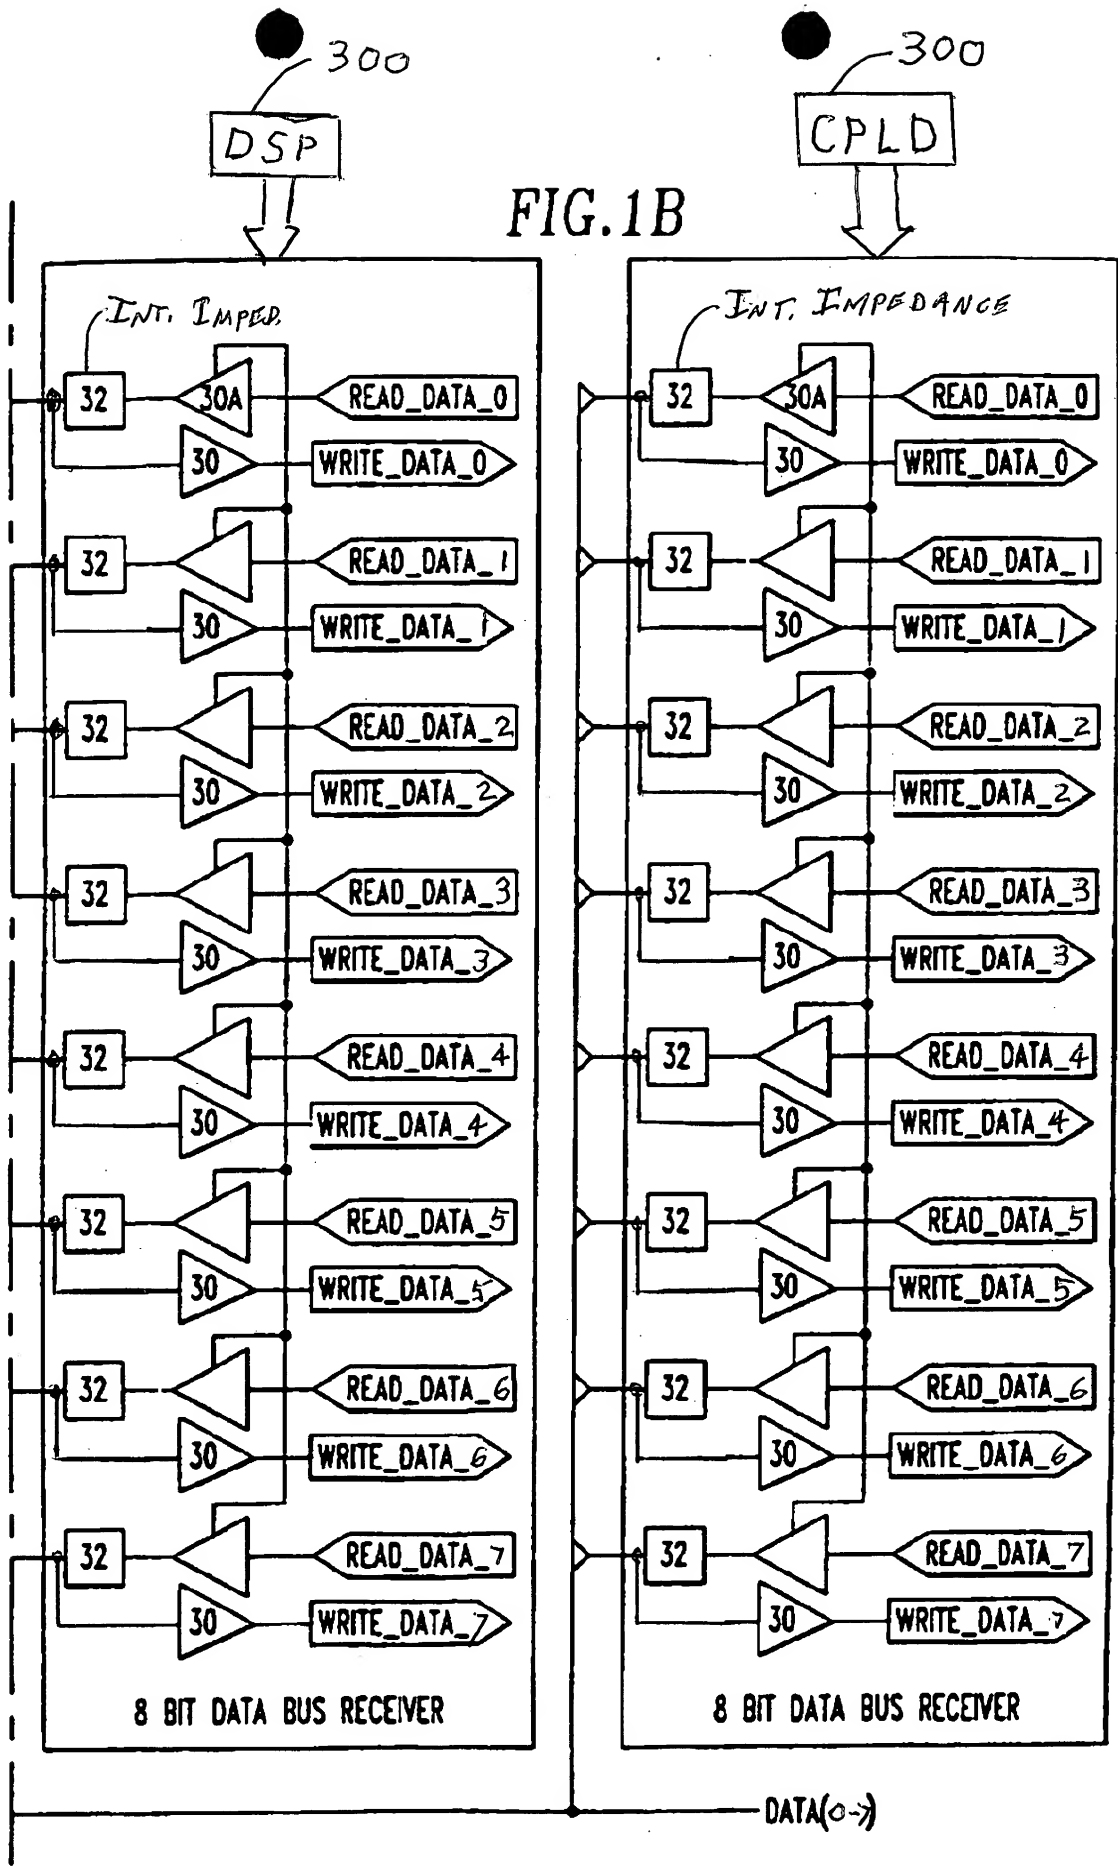 300
300
DSP
CPLD
FIG.1B
INT. IMPED.
32
30A
READ_DATA_0
30
WRITE_DATA_0
32
READ_DATA_1
30
WRITE_DATA_1
32
READ_DATA_2
30
WRITE_DATA_2
32
READ_DATA_3
30
WRITE_DATA_3
32
READ_DATA_4
30
WRITE_DATA_4
32
READ_DATA_5
30
WRITE_DATA_5
32
READ_DATA_6
30
WRITE_DATA_6
32
READ_DATA_7
30
WRITE_DATA_7
8 BIT DATA BUS RECEIVER
INT. IMPEDANCE
32
30A
READ_DATA_0
30
WRITE_DATA_0
32
READ_DATA_1
30
WRITE_DATA_1
32
READ_DATA_2
30
WRITE_DATA_2
32
READ_DATA_3
30
WRITE_DATA_3
32
READ_DATA_4
30
WRITE_DATA_4
32
READ_DATA_5
30
WRITE_DATA_5
32
READ_DATA_6
30
WRITE_DATA_6
32
READ_DATA_7
30
WRITE_DATA_7
8 BIT DATA BUS RECEIVER
DATA(0-7)